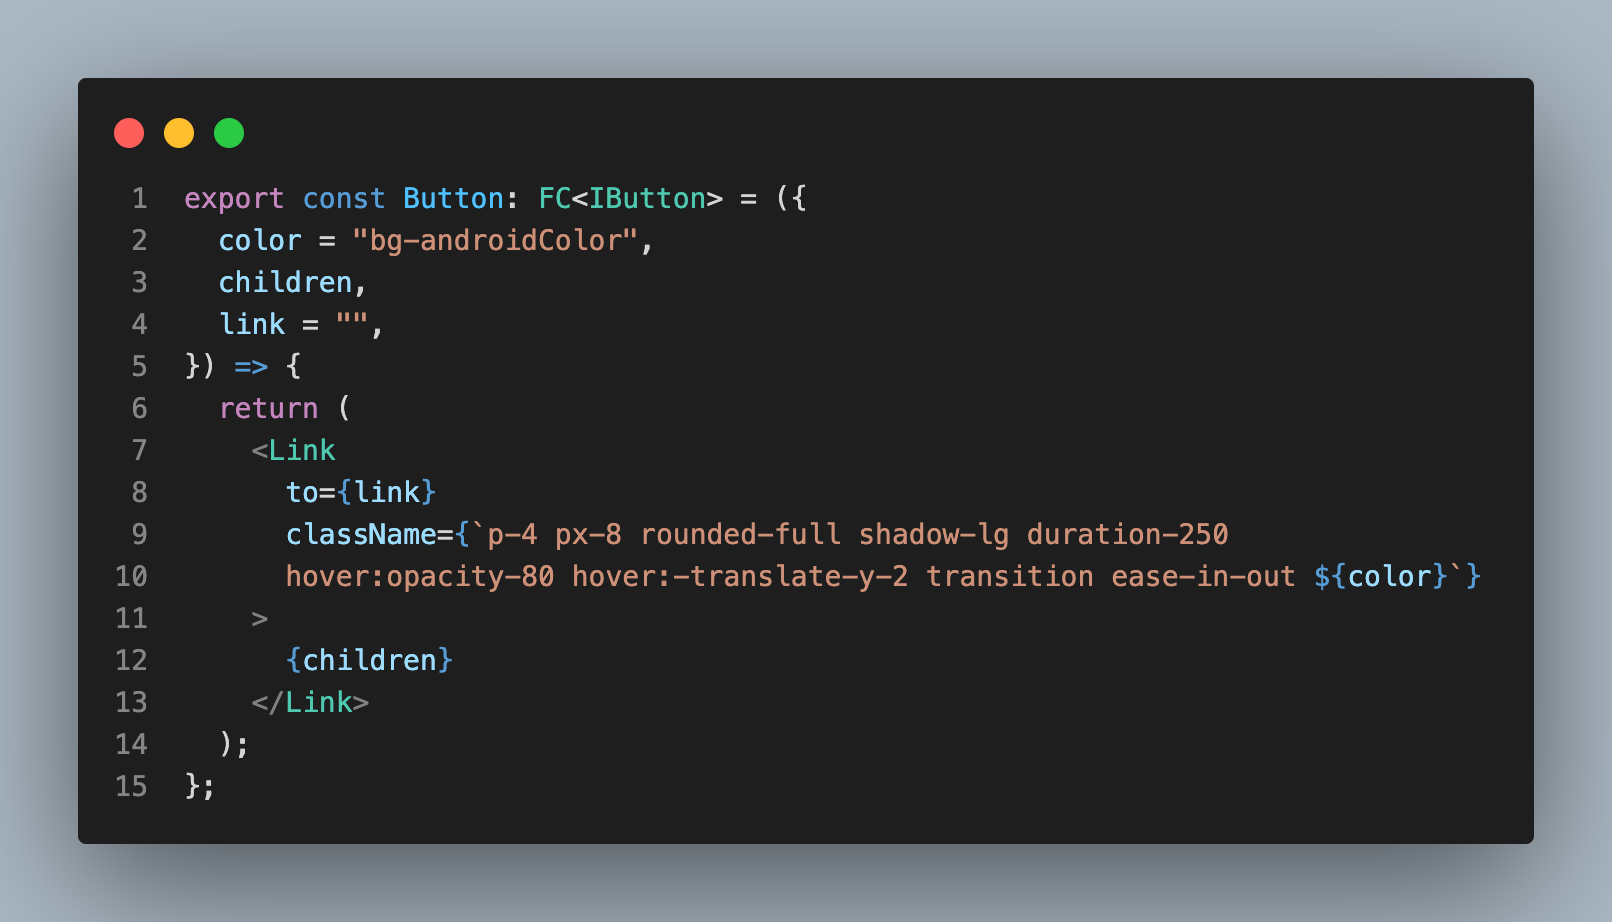 1 export const Button: FC<IButton> = ({
2   color = "bg-androidColor",
3   children,
4   link = "",
5 }) => {
6   return (
7     <Link
8       to={link}
9       className={`p-4 px-8 rounded-full shadow-lg duration-250
10       hover:opacity-80 hover:-translate-y-2 transition ease-in-out ${color}`}
11     >
12       {children}
13     </Link>
14   );
15 };